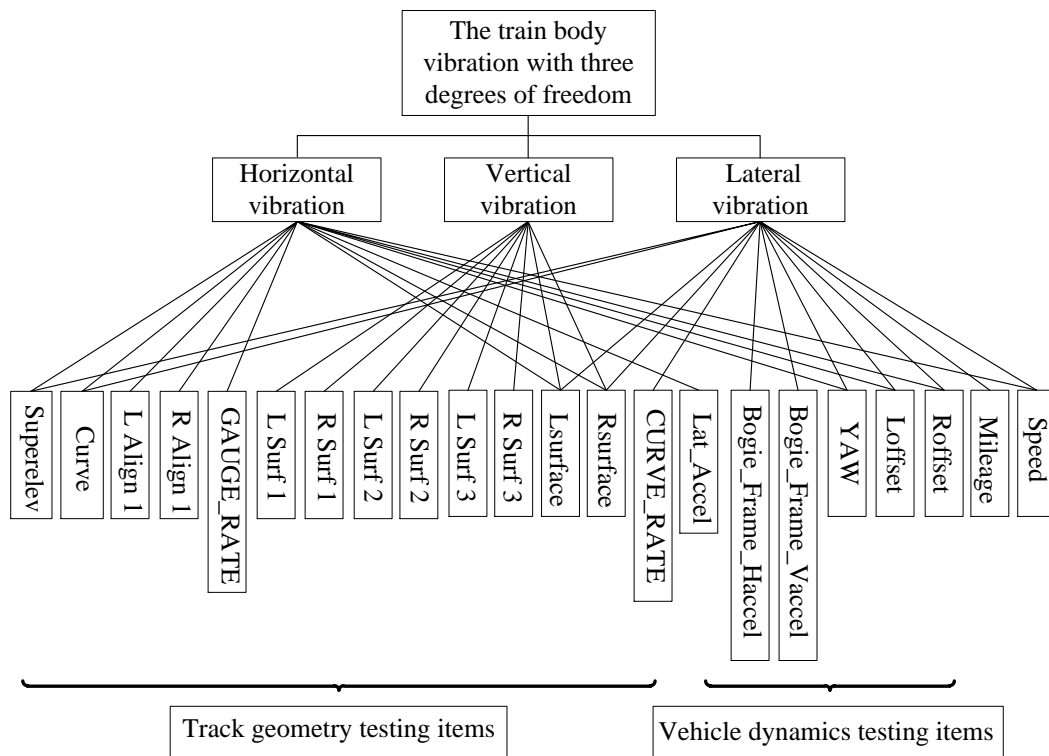 The train body
vibration with three
degrees of freedom
Horizontal
vibration
Vertical
vibration
Lateral
vibration
Superelev
Curve
L Align 1
R Align 1
GAUGE_RATE
L Surf 1
R Surf 1
L Surf 2
R Surf 2
L Surf 3
R Surf 3
Lsurface
Rsurface
CURVE_RATE
Lat_Accel
Bogie_Frame_Haccel
Bogie_Frame_Vaccel
YAW
Loffset
Roffset
Mileage
Speed
Track geometry testing items
Vehicle dynamics testing items